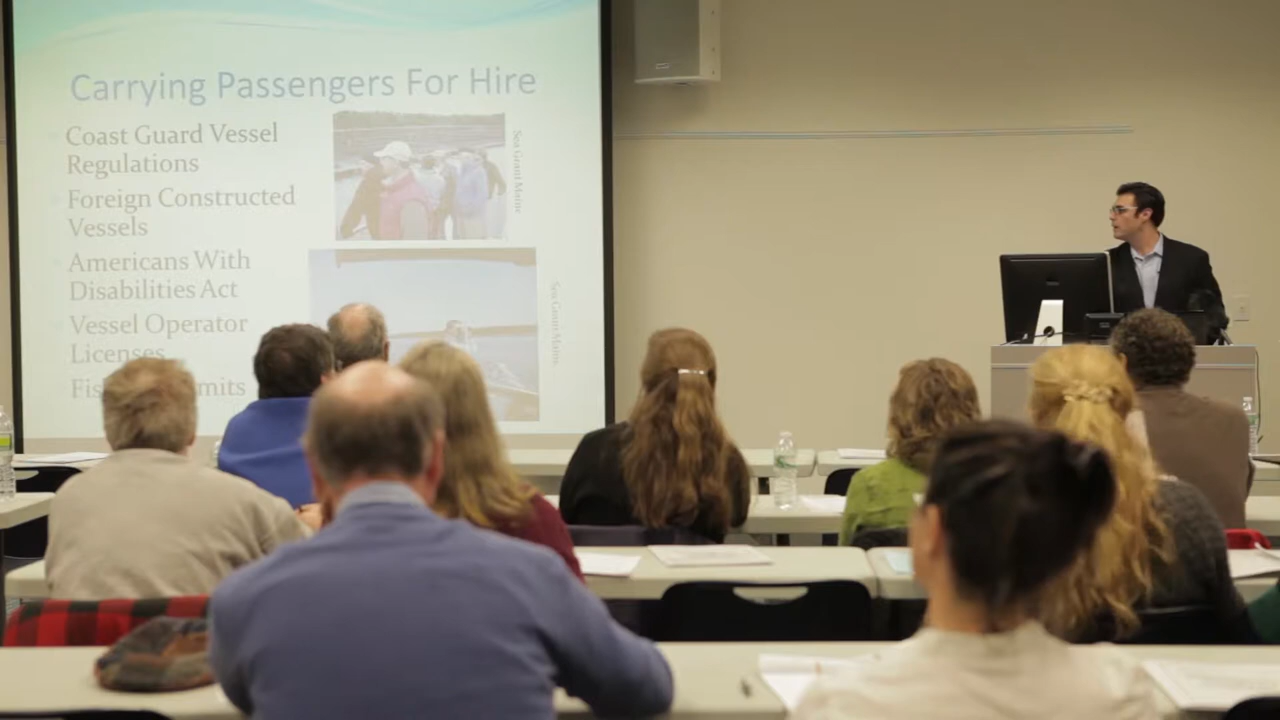 Carrying Passengers For Hire
Coast Guard Vessel
Regulations
Foreign Constructed
Vessels
Americans With
Disabilities Act
Vessel Operator
Licenses
Sea Grant Maine
Sea Grant Maine